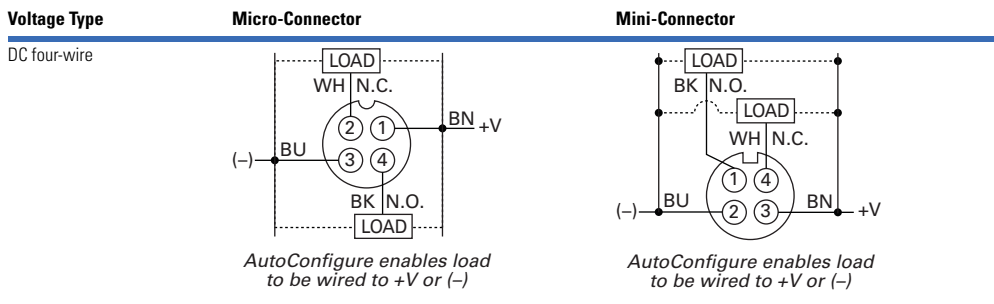 Voltage Type Micro-Connector Mini-Connector
DC four-wire
LOAD
WH N.C.
2 1
BN +V
(–) BU
3 4
BK N.O.
LOAD
AutoConfigure enables load
to be wired to +V or (–)
LOAD
BK N.O.
LOAD
WH N.C.
1 4
(–) BU
2 3
BN +V
AutoConfigure enables load
to be wired to +V or (–)